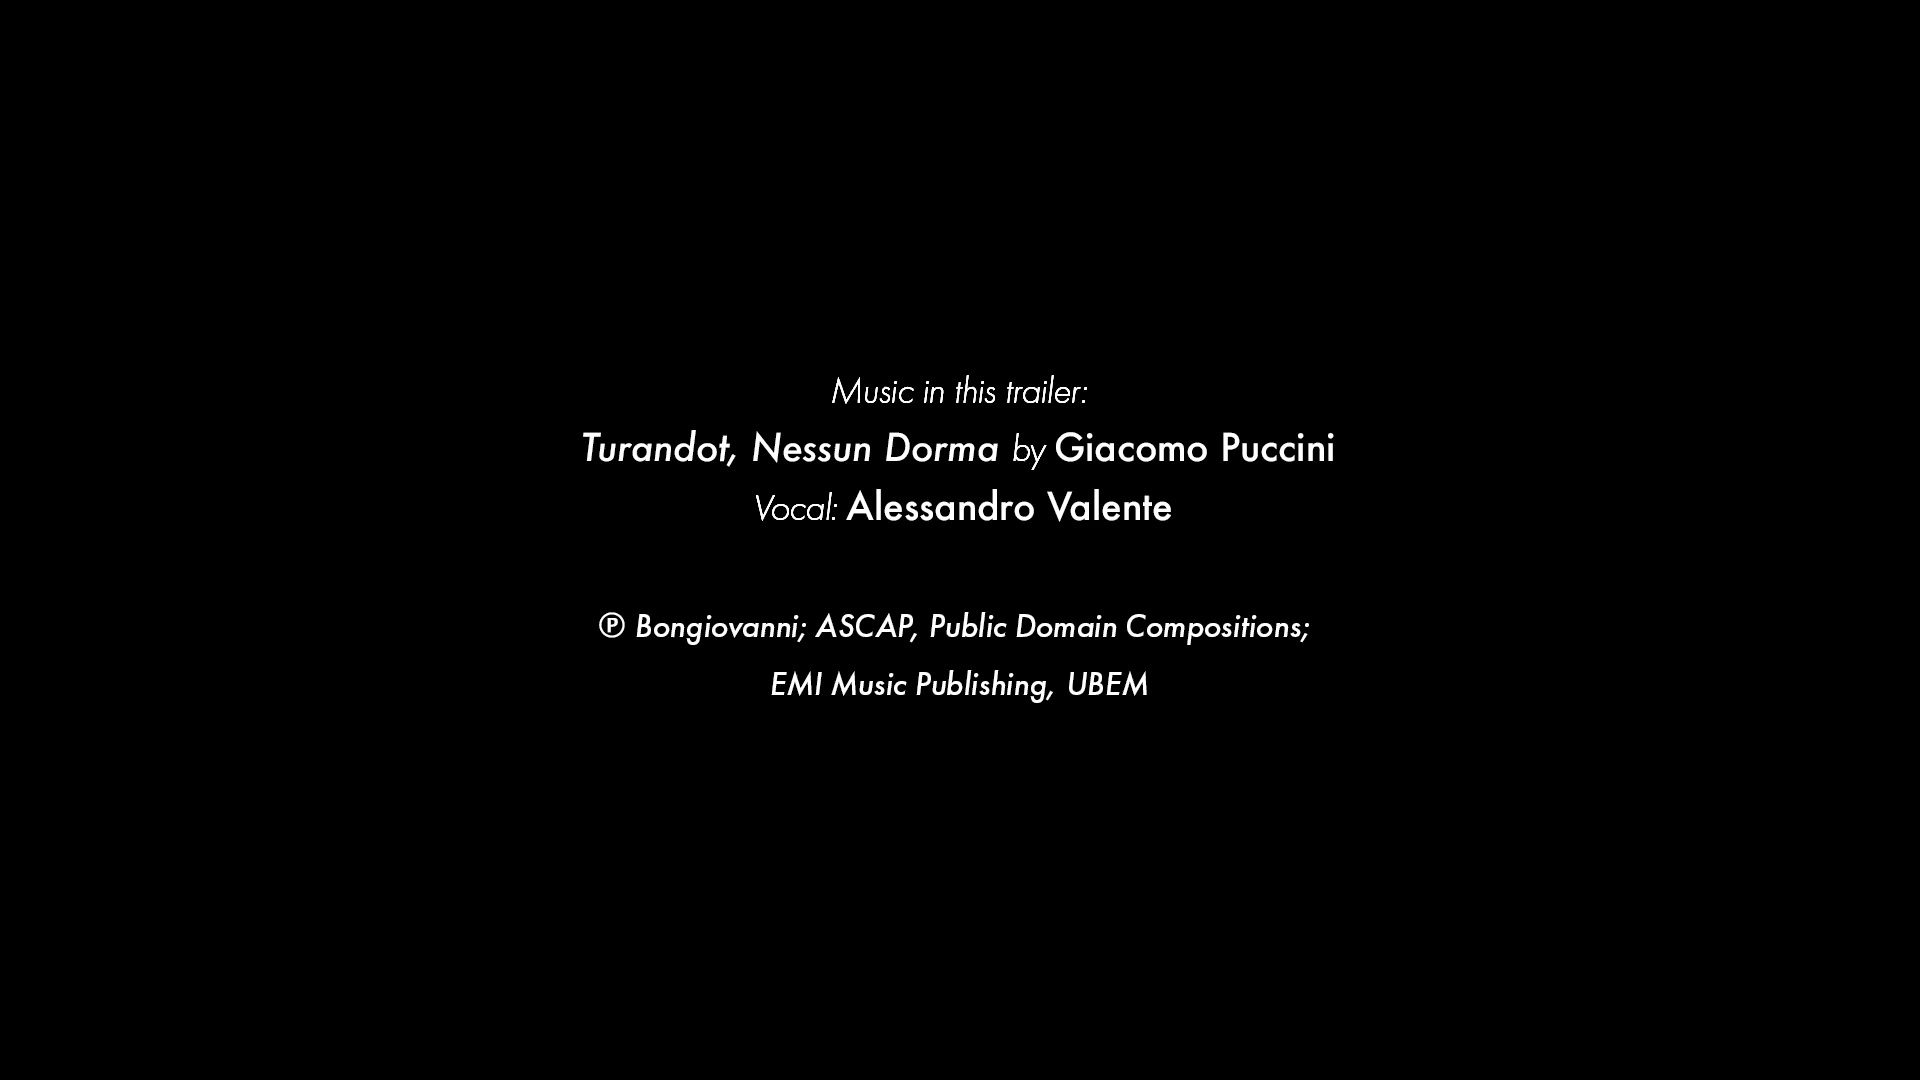 Music in this trailer:
Turandot, Nessun Dorma by Giacomo Puccini
Vocal: Alessandro Valente
℗ Bongiovanni; ASCAP, Public Domain Compositions;
EMI Music Publishing, UBEM